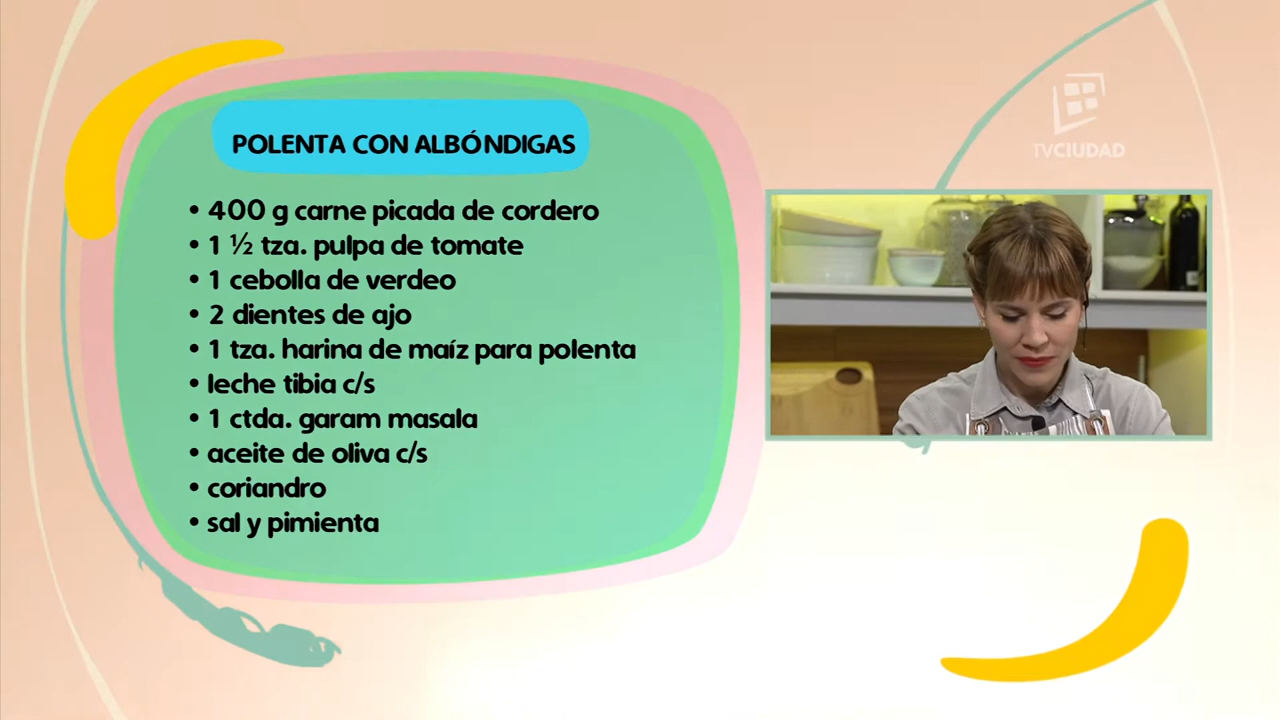 POLENTA CON ALBÓNDIGAS
• 400 g carne picada de cordero
• 1 ½ tza. pulpa de tomate
• 1 cebolla de verdeo
• 2 dientes de ajo
• 1 tza. harina de maíz para polenta
• leche tibia c/s
• 1 ctda. garam masala
• aceite de oliva c/s
• coriandro
• sal y pimienta
TVCIUDAD